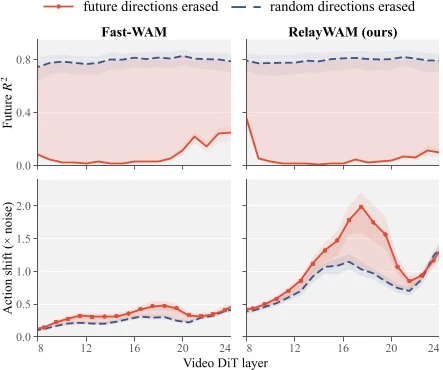 future directions erased random directions erased
Fast-WAM RelayWAM (ours)
Future R²
0.8
0.4
0.0
Action shift (× noise)
2.0
1.5
1.0
0.5
0.0
8 12 16 20 24 8 12 16 20 24
Video DiT layer